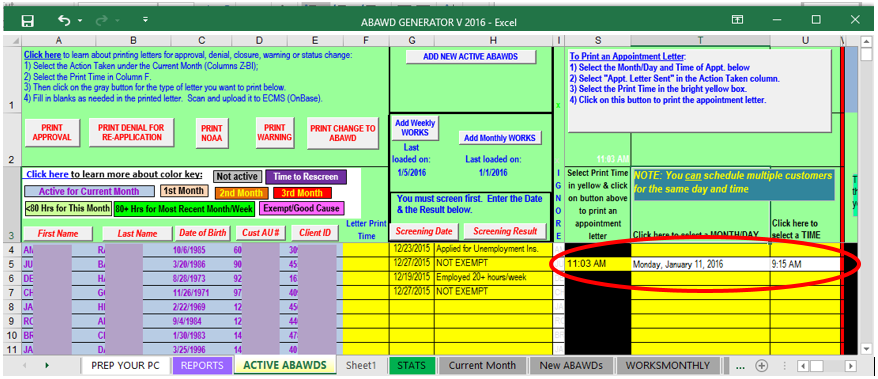 ABAWD GENERATOR V 2016 - Excel
A B C D E F G H I S T U V
Click here to learn about printing letters for approval, denial, closure, warning or status change:
1) Select the Action Taken under the Current Month (Columns Z-BI);
2) Select the Print Time in Column F.
3) Then click on the gray button for the type of letter you want to print below.
4) Fill in blanks as needed in the printed letter. Scan and upload it to ECMS (OnBase).
ADD NEW ACTIVE ABAWDS
To Print an Appointment Letter:
1) Select the Month/Day and Time of Appt. below
2) Select "Appt. Letter Sent" in the Action Taken column.
3) Select the Print Time in the bright yellow box.
4) Click on this button to print the appointment letter.
1
PRINT
APPROVAL
PRINT DENIAL FOR
RE-APPLICATION
PRINT
NOAA
PRINT
WARNING
PRINT CHANGE TO
ABAWD
Add Weekly
WORKS
Last
loaded on:
1/5/2016
Add Monthly WORKS
Last loaded on:
1/1/2016
11:03 AM
2
Click here to learn more about color key:
Not active
Time to Rescreen
Active for Current Month
1st Month
2nd Month
3rd Month
<80 Hrs for This Month
80+ Hrs for Most Recent Month/Week
Exempt/Good Cause
You must screen first. Enter the Date
& the Result below.
I
G
N
O
R
E
Select Print Time
in yellow & click
on button above
to print an
appointment
letter
NOTE: You can schedule multiple customers
for the same day and time
Click here to select a MONTH/DAY
Click here to
select a TIME
3
First Name
Last Name
Date of Birth
Cust AU #
Client ID
Letter Print
Time
Screening Date
Screening Result
4 10/6/1985 60 30 12/23/2015 Applied for Unemployment Ins.
5 JU BA 3/20/1986 90 45 12/27/2015 NOT EXEMPT 11:03 AM Monday, January 11, 2016 9:15 AM
6 DE 8/28/1973 92 16 12/19/2015 Employed 20+ hours/week
7 CH 11/26/1971 97 40 12/27/2015 NOT EXEMPT
8 JA 2/22/1969 12 45
9 9/4/1984 12 44
10 BR 1/30/1983 14 47
11 JA 3/25/1996 14 40
PREP YOUR PC
REPORTS
ACTIVE ABAWDS
Sheet1
STATS
Current Month
New ABAWDs
WORKSMONTHLY
...